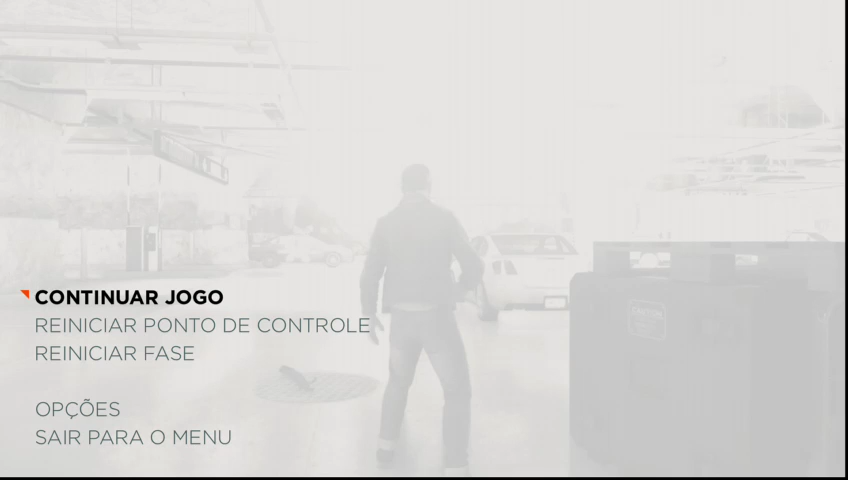 CONTINUAR JOGO
REINICIAR PONTO DE CONTROLE
REINICIAR FASE
OPÇÕES
SAIR PARA O MENU